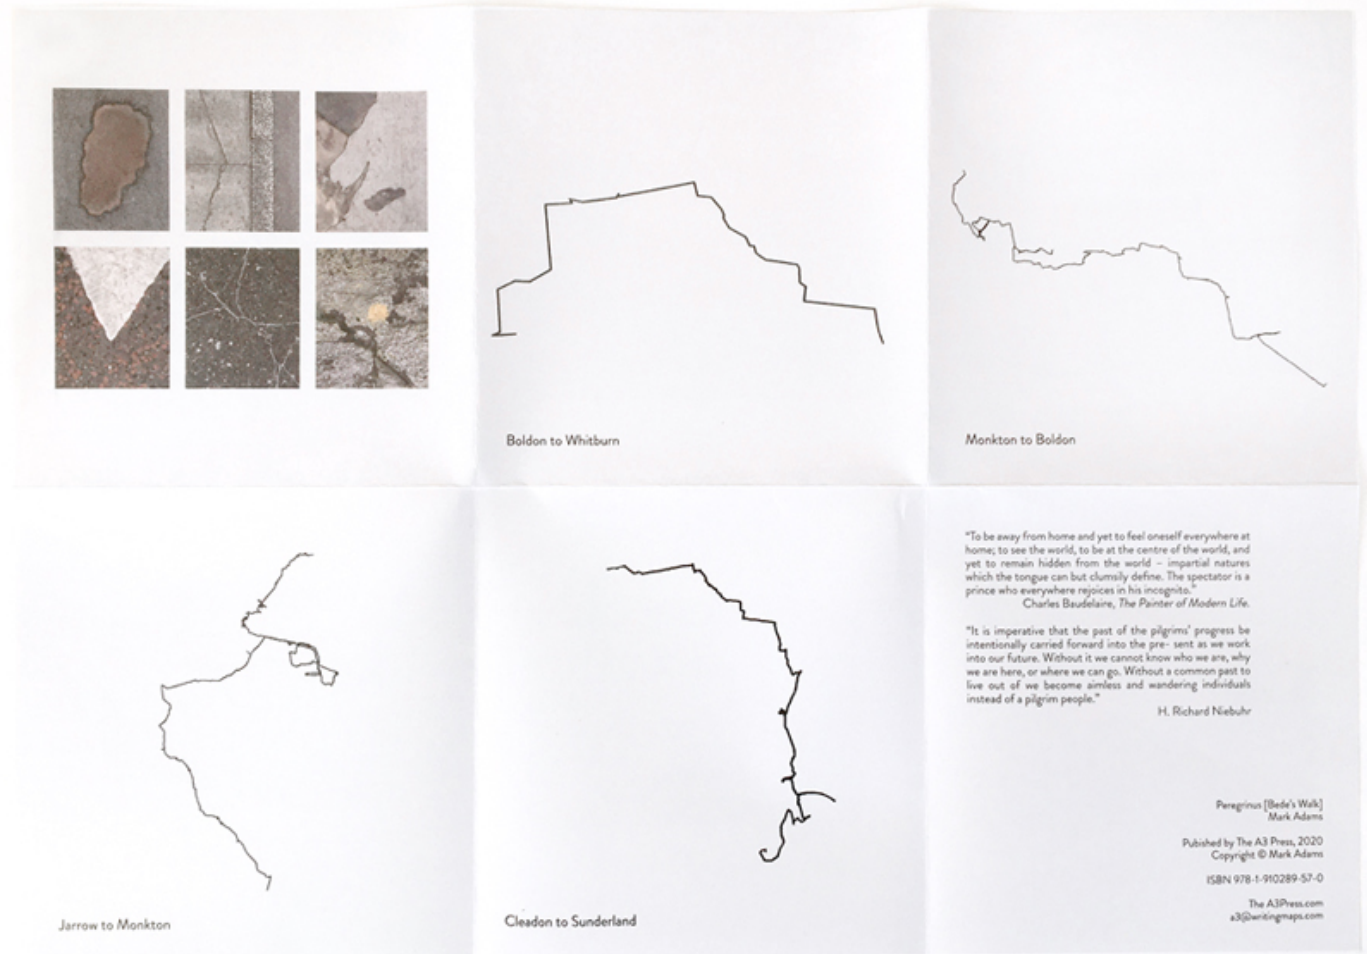 Boldon to Whitburn
Monkton to Boldon
Jarrow to Monkton
Cleadon to Sunderland
“To be away from home and yet to feel oneself everywhere at
home; to see the world, to be at the centre of the world, and
yet to remain hidden from the world – impartial natures
which the tongue can but clumsily define. The spectator is a
prince who everywhere rejoices in his incognito.”
Charles Baudelaire, The Painter of Modern Life.
“It is imperative that the past of the pilgrims’ progress be
intentionally carried forward into the pre- sent as we work
into our future. Without it we cannot know who we are, why
we are here, or where we can go. Without a common past to
live out of we become aimless and wandering individuals
instead of a pilgrim people.”
H. Richard Niebuhr
Peregrinus [Bede’s Walk]
Mark Adams
Pubished by The A3 Press, 2020
Copyright © Mark Adams
ISBN 978-1-910289-57-0
The A3Press.com
a3@writingmaps.com